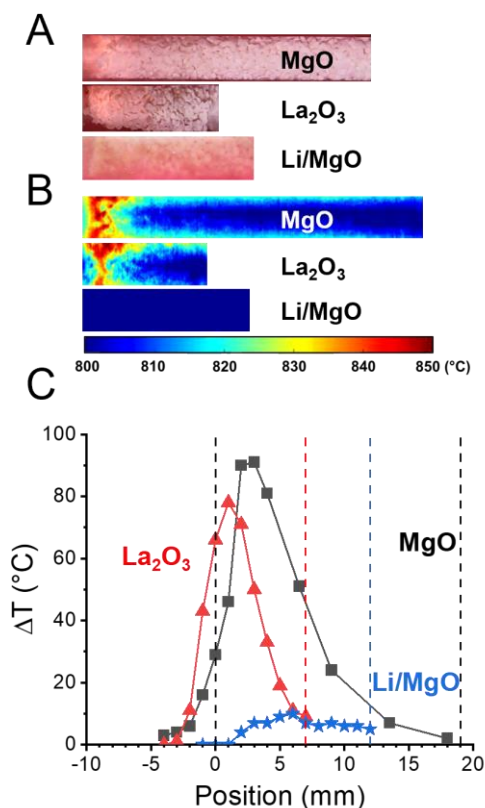 A
MgO
La₂O₃
Li/MgO
B
MgO
La₂O₃
Li/MgO
800 810 820 830 840 850 (°C)
C
100
80
60
40
20
0
ΔT (°C)
La₂O₃
MgO
Li/MgO
-10 -5 0 5 10 15 20
Position (mm)